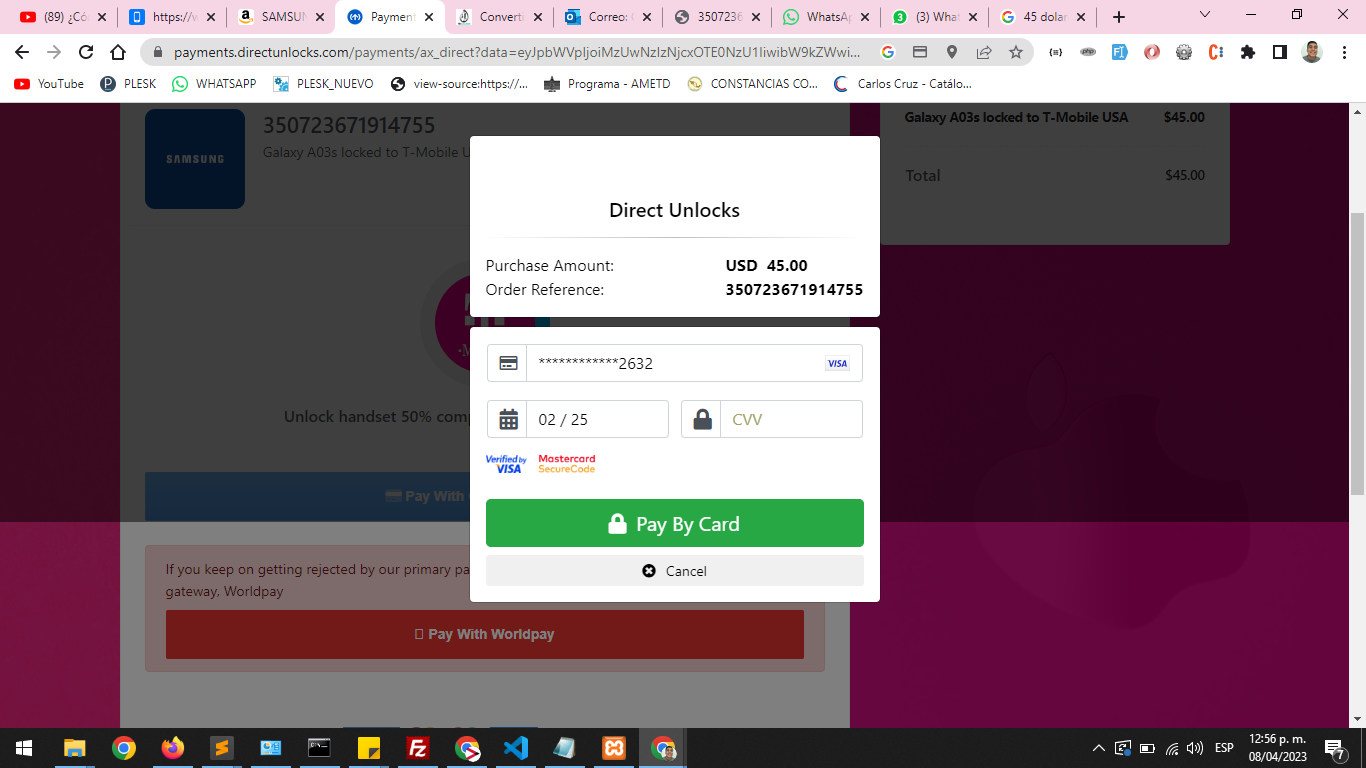 (89) ¿Có
https://v
SAMSUN
Payment
Converti
Correo: 
3507236
WhatsAp
(3) What
45 dolar
payments.directunlocks.com/payments/ax_direct?data=eyJpbWVpIjoiMzUwNzIzNjcxOTE0NzU1IiwibW9kZWwi...
YouTube PLESK WHATSAPP PLESK_NUEVO view-source:https://... Programa - AMETD CONSTANCIAS CO... Carlos Cruz - Catálo...
SAMSUNG
350723671914755
Galaxy A03s locked to T-Mobile U
Galaxy A03s locked to T-Mobile USA $45.00
Total $45.00
Direct Unlocks
Purchase Amount: USD 45.00
Order Reference: 350723671914755
************2632 VISA
02 / 25 CVV
Verified by VISA
Mastercard SecureCode
Pay By Card
Cancel
Unlock handset 50% comp
Pay With
If you keep on getting rejected by our primary pa
gateway, Worldpay
Pay With Worldpay
ESP
12:56 p. m.
08/04/2023
7